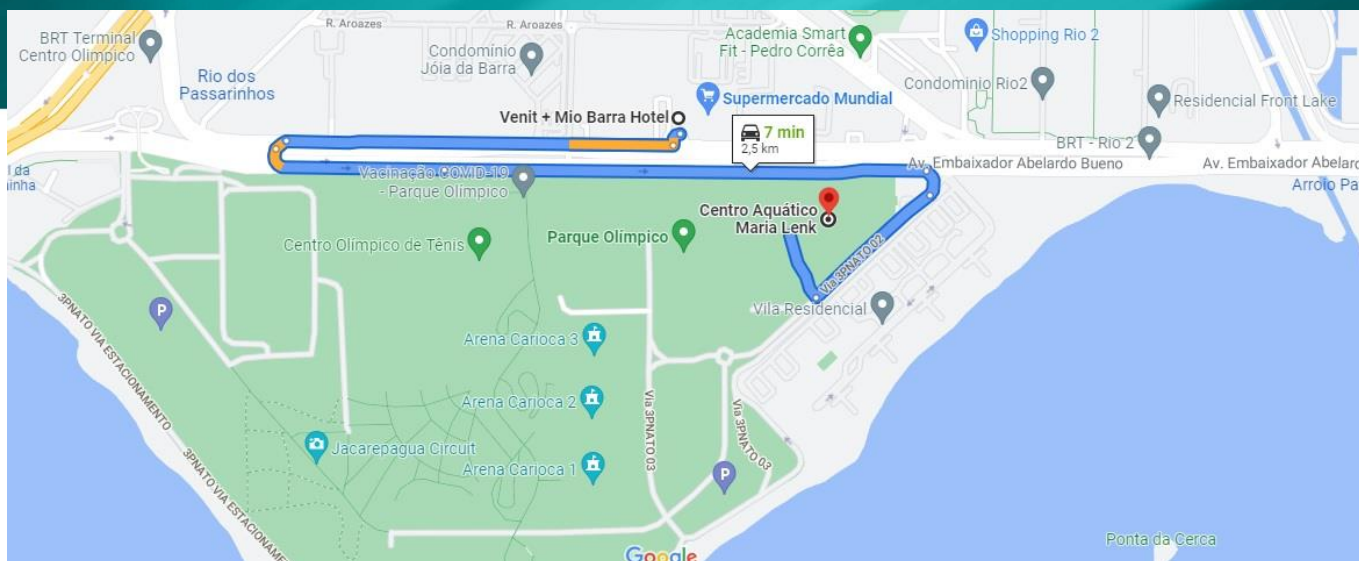 R. Aroazes
R. Aroazes
BRT Terminal
Centro Olímpico
Condomínio
Jóia da Barra
Academia Smart
Fit - Pedro Corrêa
Shopping Rio 2
Rio dos
Passarinhos
Condominio Rio2
Supermercado Mundial
Residencial Front Lake
Venit + Mio Barra Hotel
7 min
2,5 km
BRT - Rio 2
Av. Embaixador Abelardo Bueno
Av. Embaixador Abelard
Vacinação COVID-19
- Parque Olímpico
Arroio Pa
Centro Aquático
Maria Lenk
Centro Olímpico de Tênis
Parque Olímpico
Via 3PNATO 02
Vila Residencial
P
3PNATO VIA ESTACIONAMENTO
Arena Carioca 3
Arena Carioca 2
Via 3PNATO 03
Via 3PNATO 03
Jacarepagua Circuit
Arena Carioca 1
P
3PNATO VIA ESTACIONAMEN
Ponta da Cerca
Google